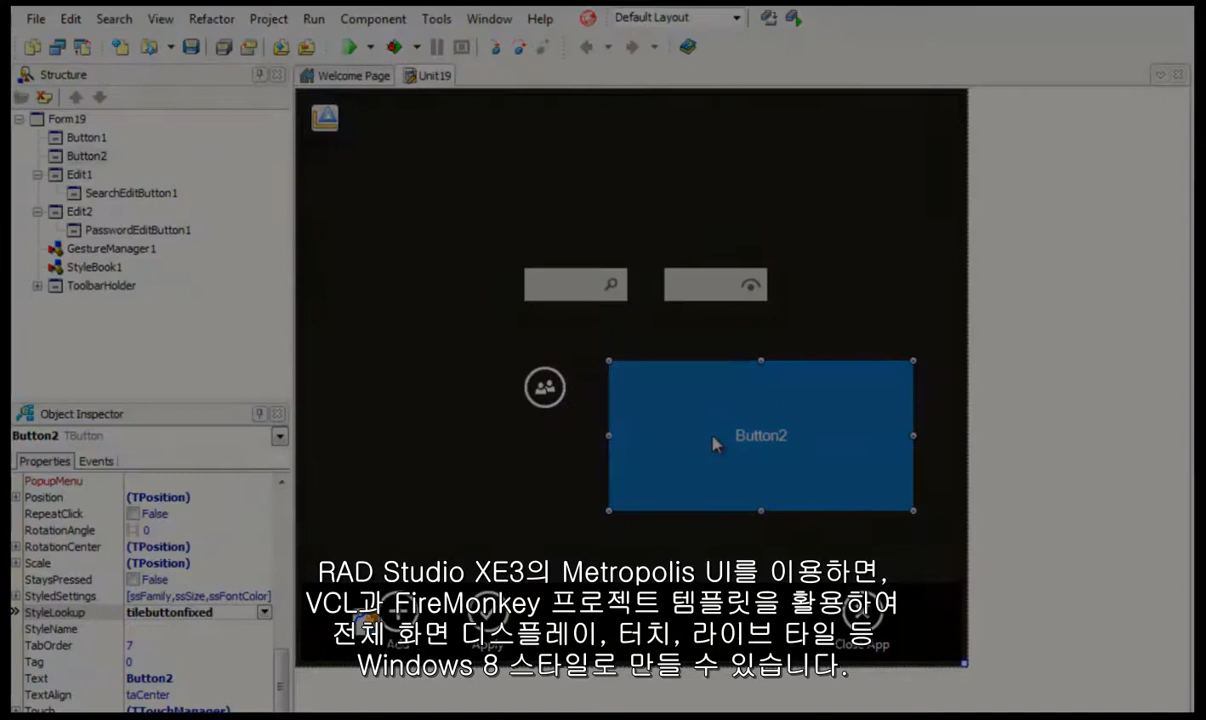 File Edit Search View Refactor Project Run Component Tools Window Help Default Layout
Structure
Welcome Page Unit19
Form19
Button1
Button2
Edit1
SearchEditButton1
Edit2
PasswordEditButton1
GestureManager1
StyleBook1
ToolbarHolder
Button2
Object Inspector
Button2 TButton
Properties Events
PopupMenu
Position (TPosition)
RepeatClick False
RotationAngle 0
RotationCenter (TPosition)
Scale (TPosition)
StaysPressed False
StyledSettings [ssFamily,ssSize,ssFontColor]
StyleLookup tilebuttonfixed
StyleName
TabOrder 7
Tag 0
Text Button2
TextAlign taCenter
Touch (TTouchManager)
Add Apply Close App
RAD Studio XE3의 Metropolis UI를 이용하면,
VCL과 FireMonkey 프로젝트 템플릿을 활용하여
전체 화면 디스플레이, 터치, 라이브 타일 등
Windows 8 스타일로 만들 수 있습니다.